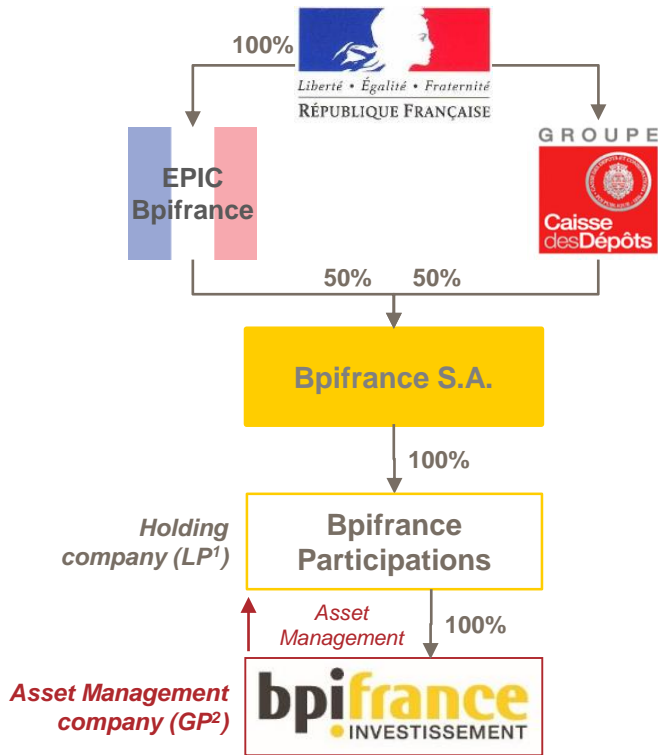 100%
Liberté • Égalité • Fraternité
RÉPUBLIQUE FRANÇAISE
EPIC
Bpifrance
GROUPE
Caisse
desDépôts
50% 50%
Bpifrance S.A.
100%
Holding
company (LP¹)
Bpifrance
Participations
Asset
Management
100%
Asset Management
company (GP²)
bpifrance
INVESTISSEMENT